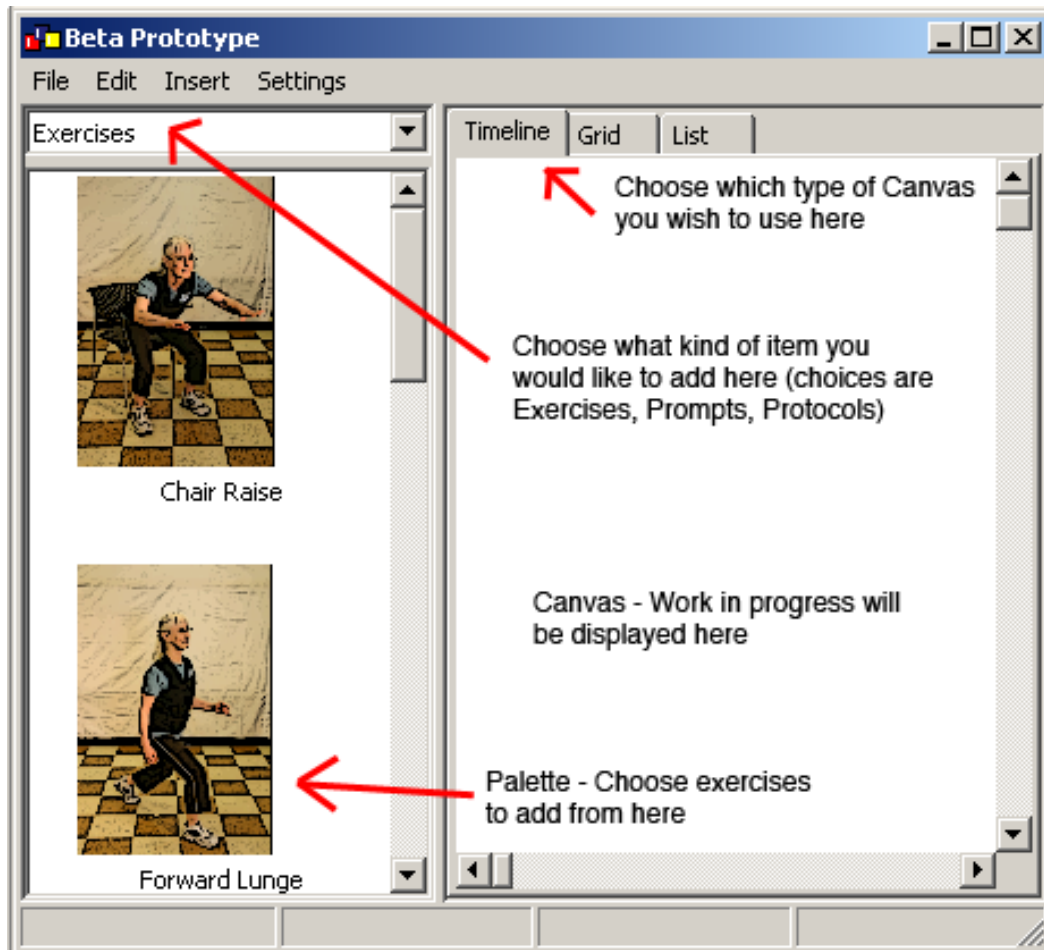 Beta Prototype
File Edit Insert Settings
Exercises
Chair Raise
Forward Lunge
Timeline Grid List
Choose which type of Canvas
you wish to use here
Choose what kind of item you
would like to add here (choices are
Exercises, Prompts, Protocols)
Canvas - Work in progress will
be displayed here
Palette - Choose exercises
to add from here